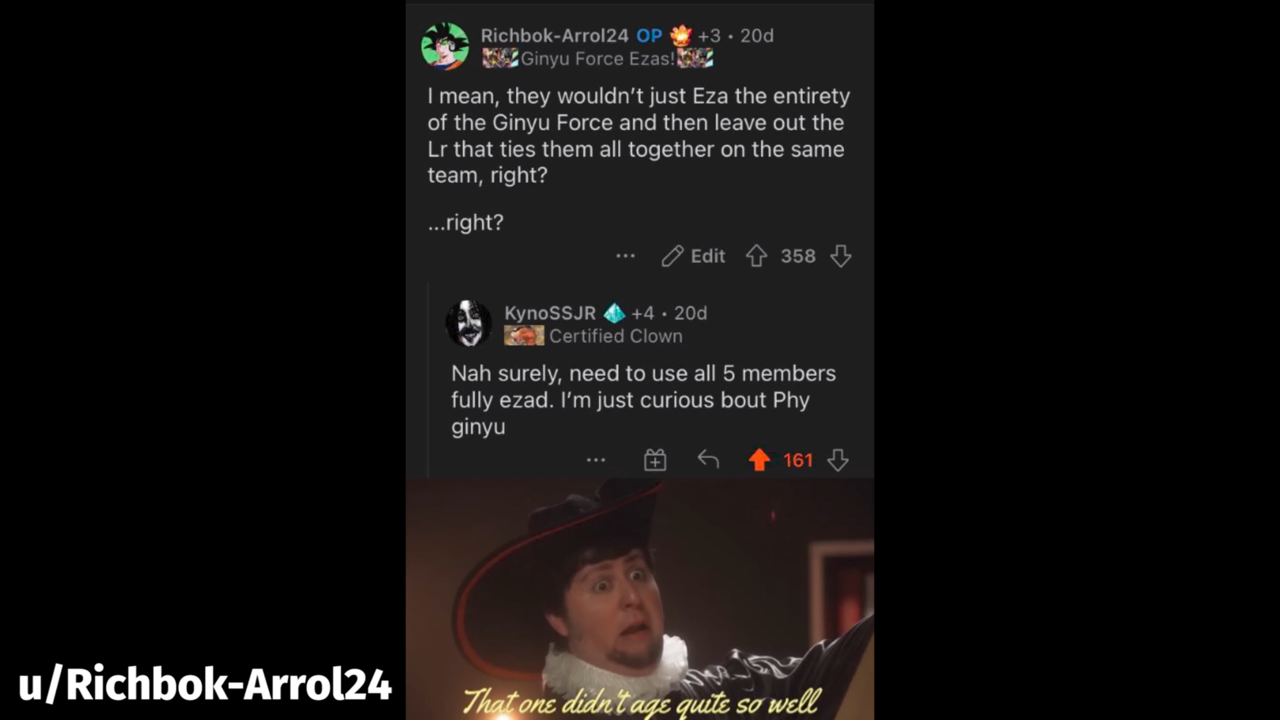 Richbok-Arrol24 OP +3 • 20d
Ginyu Force Ezas!
I mean, they wouldn’t just Eza the entirety
of the Ginyu Force and then leave out the
Lr that ties them all together on the same
team, right?
...right?
... Edit 358
KynoSSJR +4 • 20d
Certified Clown
Nah surely, need to use all 5 members
fully ezad. I’m just curious bout Phy
ginyu
... 161
That one didn't age quite so well
u/Richbok-Arrol24